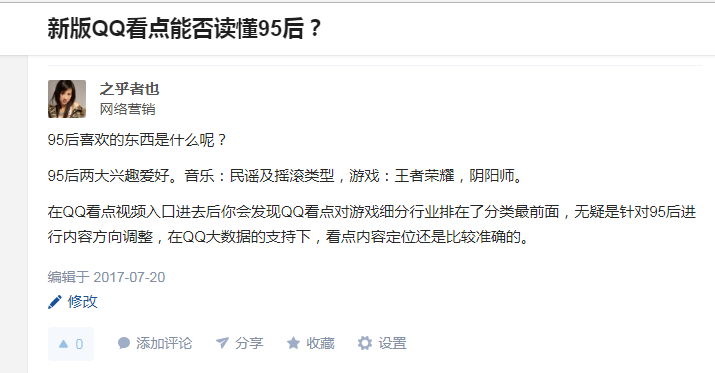 新版QQ看点能否读懂95后？
之乎者也
网络营销
95后喜欢的东西是什么呢？
95后两大兴趣爱好。音乐：民谣及摇滚类型，游戏：王者荣耀，阴阳师。
在QQ看点视频入口进去后你会发现QQ看点对游戏细分行业排在了分类最前面，无疑是针对95后进
行内容方向调整，在QQ大数据的支持下，看点内容定位还是比较准确的。
编辑于 2017-07-20
修改
0 添加评论 分享 收藏 设置